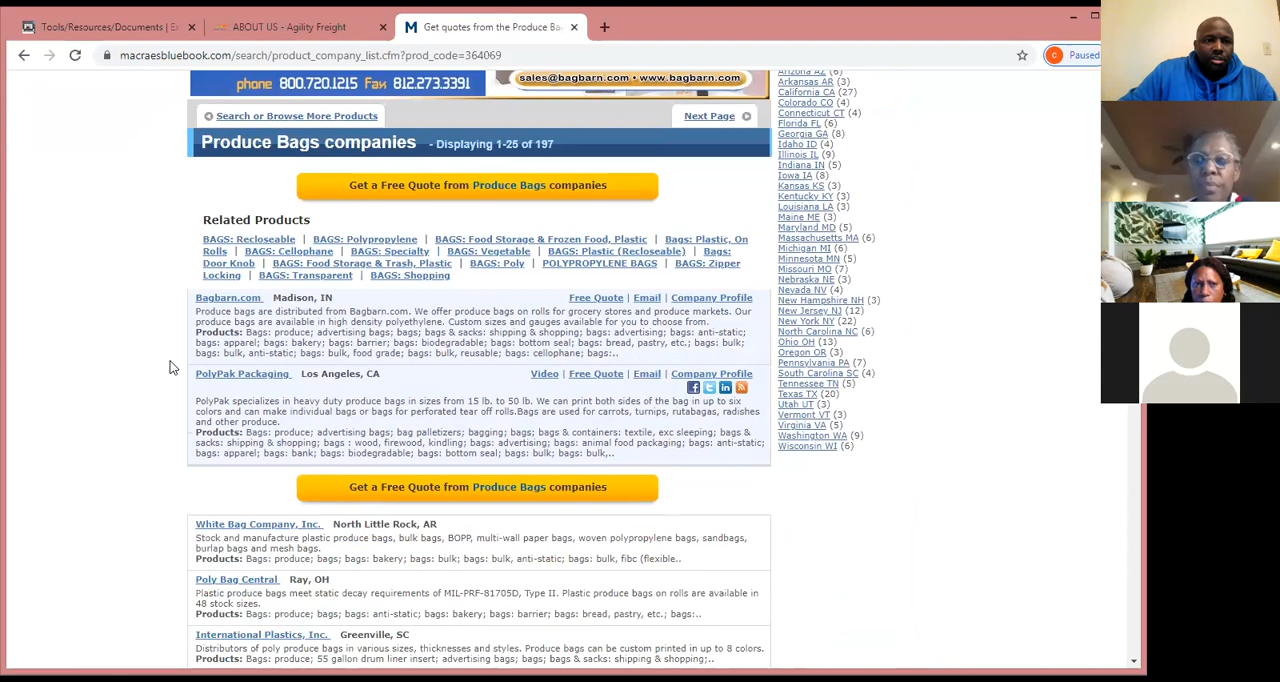 Tools/Resources/Documents | Ex
ABOUT US - Agility Freight
Get quotes from the Produce Ba
macraesbluebook.com/search/product_company_list.cfm?prod_code=364069
Paused
phone 800.720.1215 Fax 812.273.3391
sales@bagbarn.com • www.bagbarn.com
Search or Browse More Products
Next Page
Produce Bags companies - Displaying 1-25 of 197
Get a Free Quote from Produce Bags companies
Related Products
BAGS: Recloseable | BAGS: Polypropylene | BAGS: Food Storage & Frozen Food, Plastic | Bags: Plastic, On
Rolls | BAGS: Cellophane | BAGS: Specialty | BAGS: Vegetable | BAGS: Plastic (Recloseable) | Bags:
Door Knob | BAGS: Food Storage & Trash, Plastic | BAGS: Poly | POLYPROPYLENE BAGS | BAGS: Zipper
Locking | BAGS: Transparent | BAGS: Shopping
Bagbarn.com Madison, IN Free Quote | Email | Company Profile
Produce bags are distributed from Bagbarn.com. We offer produce bags on rolls for grocery stores and produce markets. Our
produce bags are available in high density polyethylene. Custom sizes and gauges available for you to choose from.
Products: Bags: produce; advertising bags; bags; bags & sacks: shipping & shopping; bags: advertising; bags: anti-static;
bags: apparel; bags: bakery; bags: barrier; bags: biodegradable; bags: bottom seal; bags: bread, pastry, etc.; bags: bulk;
bags: bulk, anti-static; bags: bulk, food grade; bags: bulk, reusable; bags: cellophane; bags:..
PolyPak Packaging Los Angeles, CA Video | Free Quote | Email | Company Profile
PolyPak specializes in heavy duty produce bags in sizes from 15 lb. to 50 lb. We can print both sides of the bag in up to six
colors and can make individual bags or bags for perforated tear off rolls.Bags are used for carrots, turnips, rutabagas, radishes
and other produce.
Products: Bags: produce; advertising bags; bag palletizers; bagging; bags; bags & containers: textile, exc sleeping; bags &
sacks: shipping & shopping; bags : wood, firewood, kindling; bags: advertising; bags: animal food packaging; bags: anti-static;
bags: apparel; bags: bank; bags: biodegradable; bags: bottom seal; bags: bulk; bags: bulk,..
Get a Free Quote from Produce Bags companies
White Bag Company, Inc. North Little Rock, AR
Stock and manufacture plastic produce bags, bulk bags, BOPP, multi-wall paper bags, woven polypropylene bags, sandbags,
burlap bags and mesh bags.
Products: Bags: produce; bags; bags: bakery; bags: bulk; bags: bulk, anti-static; bags: bulk, fibc (flexible..
Poly Bag Central Ray, OH
Plastic produce bags meet static decay requirements of MIL-PRF-81705D, Type II. Plastic produce bags on rolls are available in
48 stock sizes.
Products: Bags: produce; bags; bags: anti-static; bags: bakery; bags: barrier; bags: bread, pastry, etc.; bags:..
International Plastics, Inc. Greenville, SC
Distributors of poly produce bags in various sizes, thicknesses and styles. Produce bags can be custom printed in up to 8 colors.
Products: Bags: produce; 55 gallon drum liner insert; advertising bags; bags; bags & sacks: shipping & shopping;..
Arizona AZ (6)
Arkansas AR (3)
California CA (27)
Colorado CO (4)
Connecticut CT (4)
Florida FL (6)
Georgia GA (8)
Idaho ID (4)
Illinois IL (9)
Indiana IN (5)
Iowa IA (8)
Kansas KS (3)
Kentucky KY (3)
Louisiana LA (3)
Maine ME (3)
Maryland MD (5)
Massachusetts MA (6)
Michigan MI (6)
Minnesota MN (5)
Missouri MO (7)
Nebraska NE (3)
Nevada NV (4)
New Hampshire NH (3)
New Jersey NJ (12)
New York NY (22)
North Carolina NC (6)
Ohio OH (13)
Oregon OR (3)
Pennsylvania PA (7)
South Carolina SC (4)
Tennessee TN (5)
Texas TX (20)
Utah UT (3)
Vermont VT (3)
Virginia VA (5)
Washington WA (9)
Wisconsin WI (6)